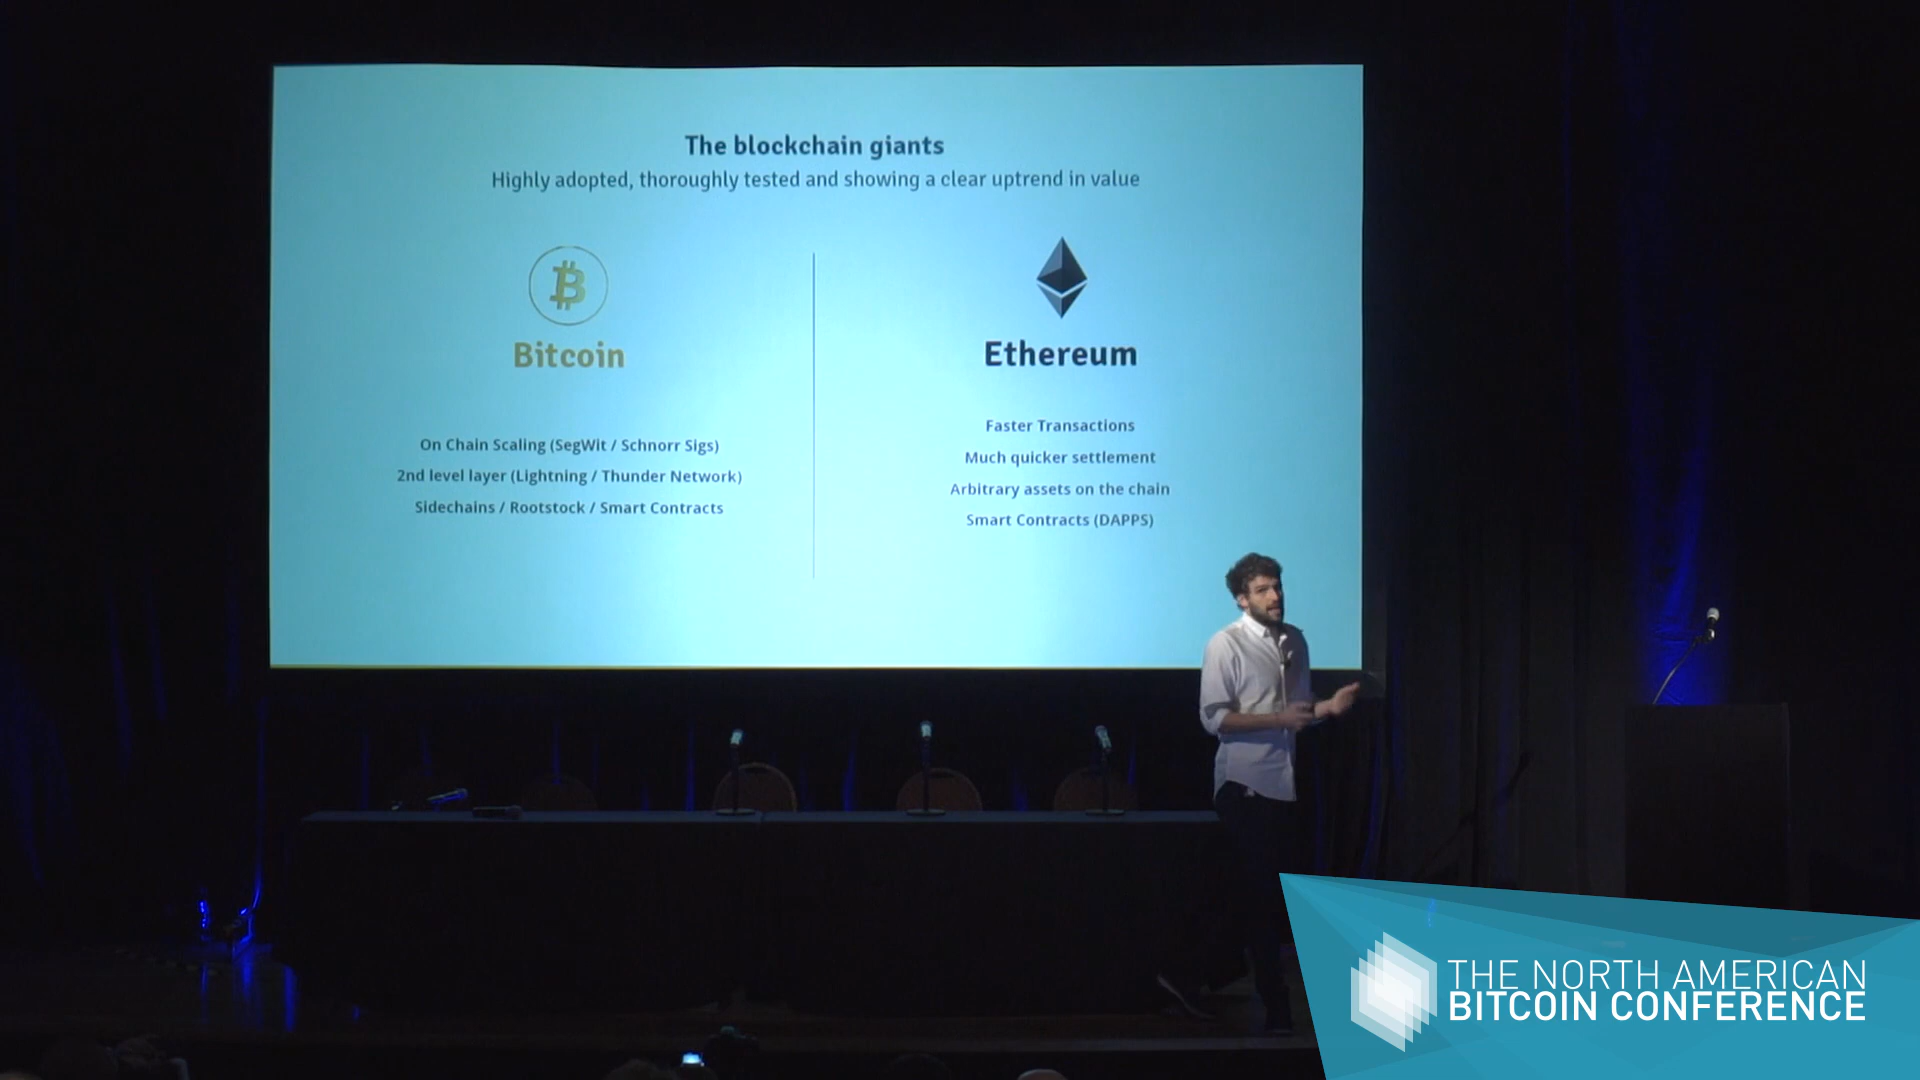 The blockchain giants
Highly adopted, thoroughly tested and showing a clear uptrend in value
Bitcoin
On Chain Scaling (SegWit / Schnorr Sigs)
2nd level layer (Lightning / Thunder Network)
Sidechains / Rootstock / Smart Contracts
Ethereum
Faster Transactions
Much quicker settlement
Arbitrary assets on the chain
Smart Contracts (DAPPS)
THE NORTH AMERICAN
BITCOIN CONFERENCE